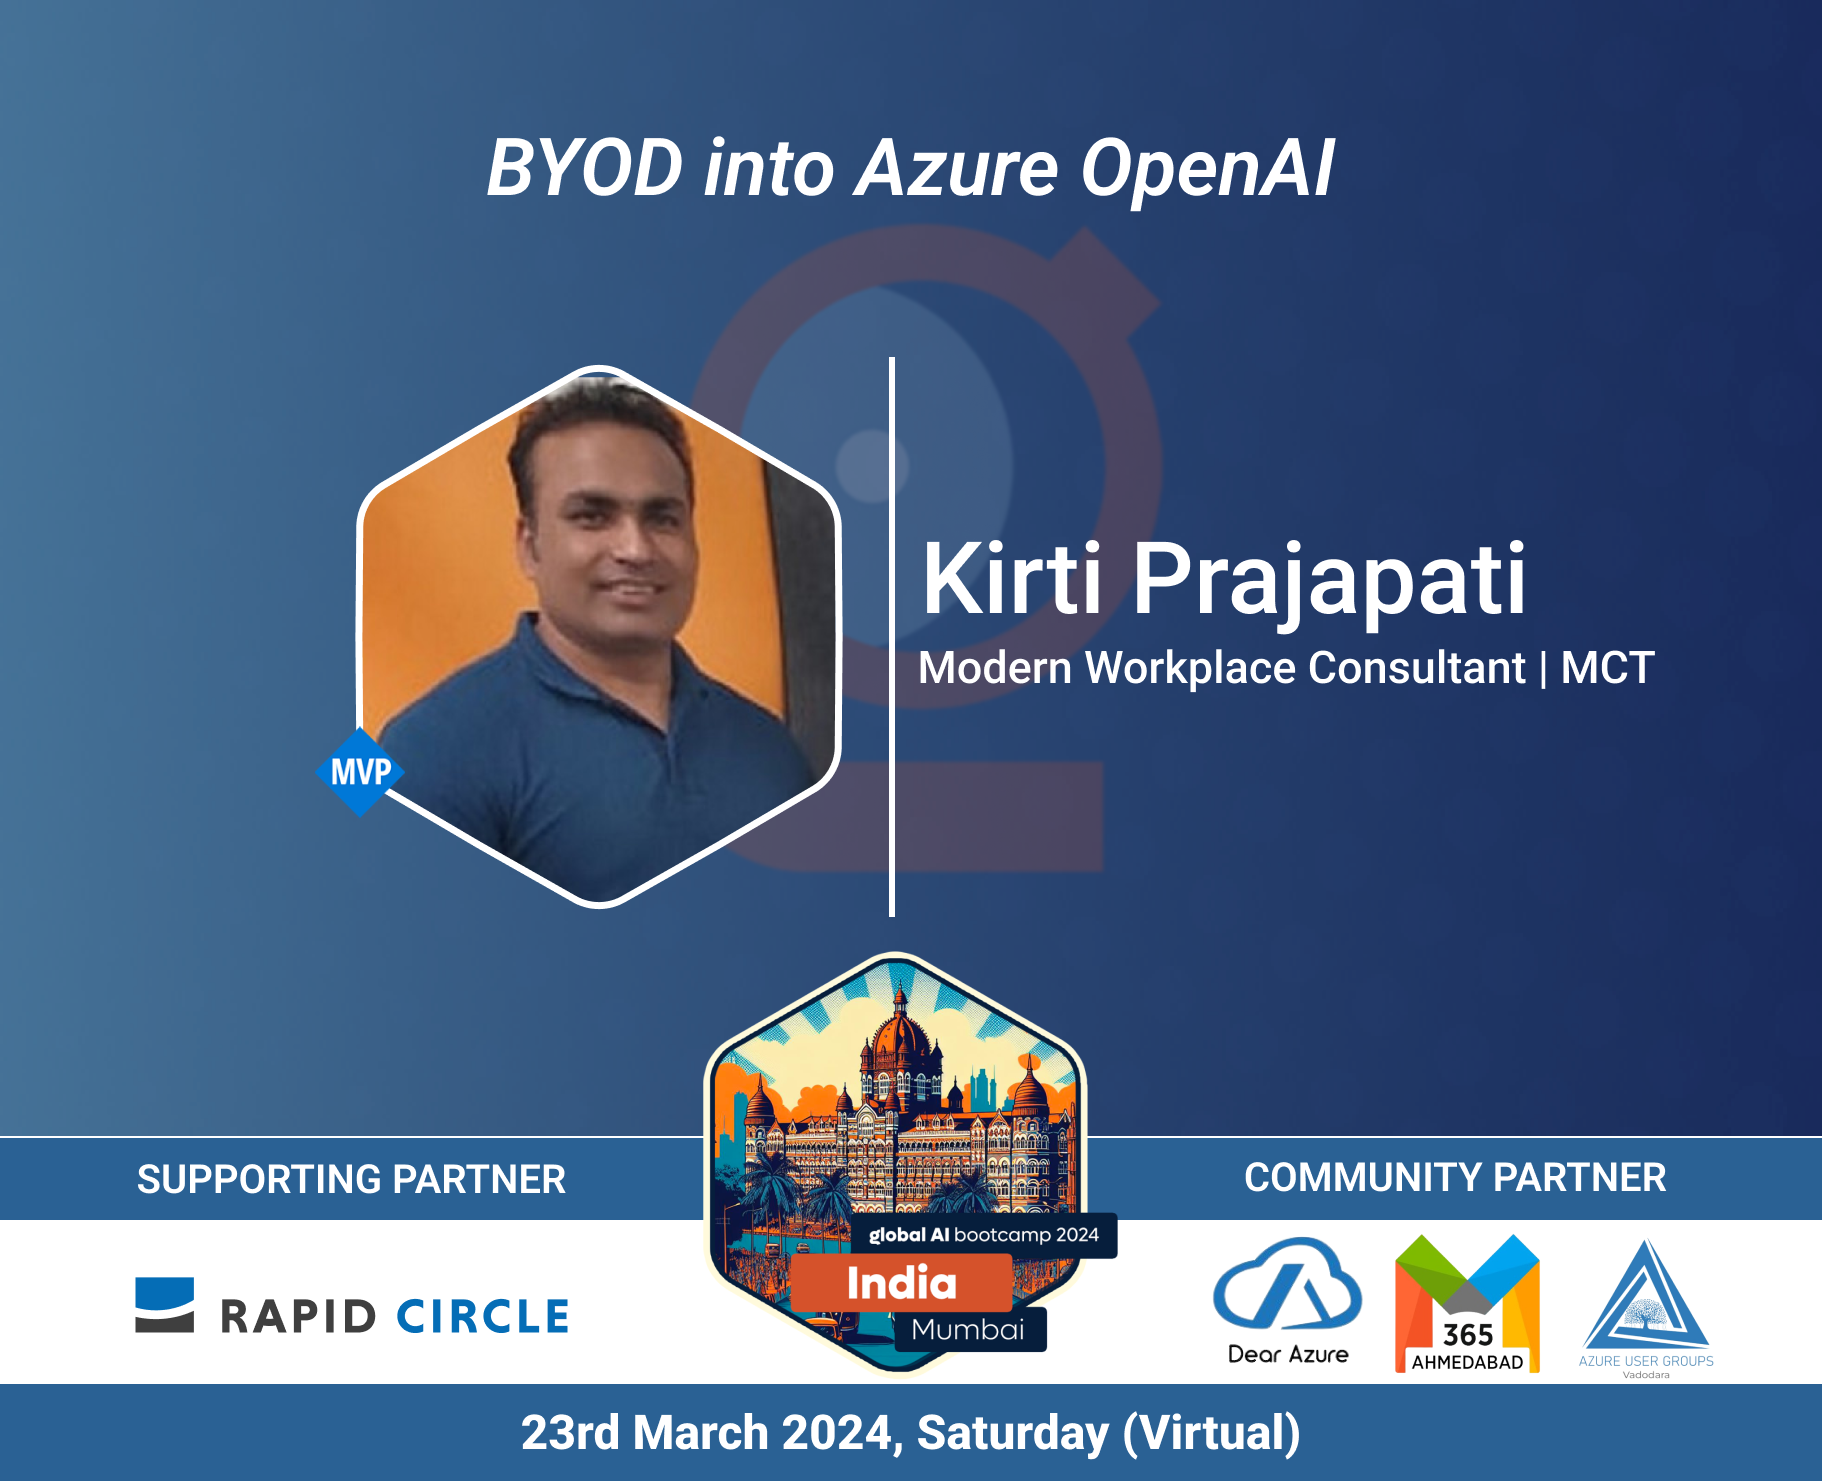 BYOD into Azure OpenAI
Kirti Prajapati
Modern Workplace Consultant | MCT
MVP
SUPPORTING PARTNER
COMMUNITY PARTNER
global AI bootcamp 2024
India
Mumbai
RAPID CIRCLE
Dear Azure
365
AHMEDABAD
AZURE USER GROUPS
Vadodara
23rd March 2024, Saturday (Virtual)